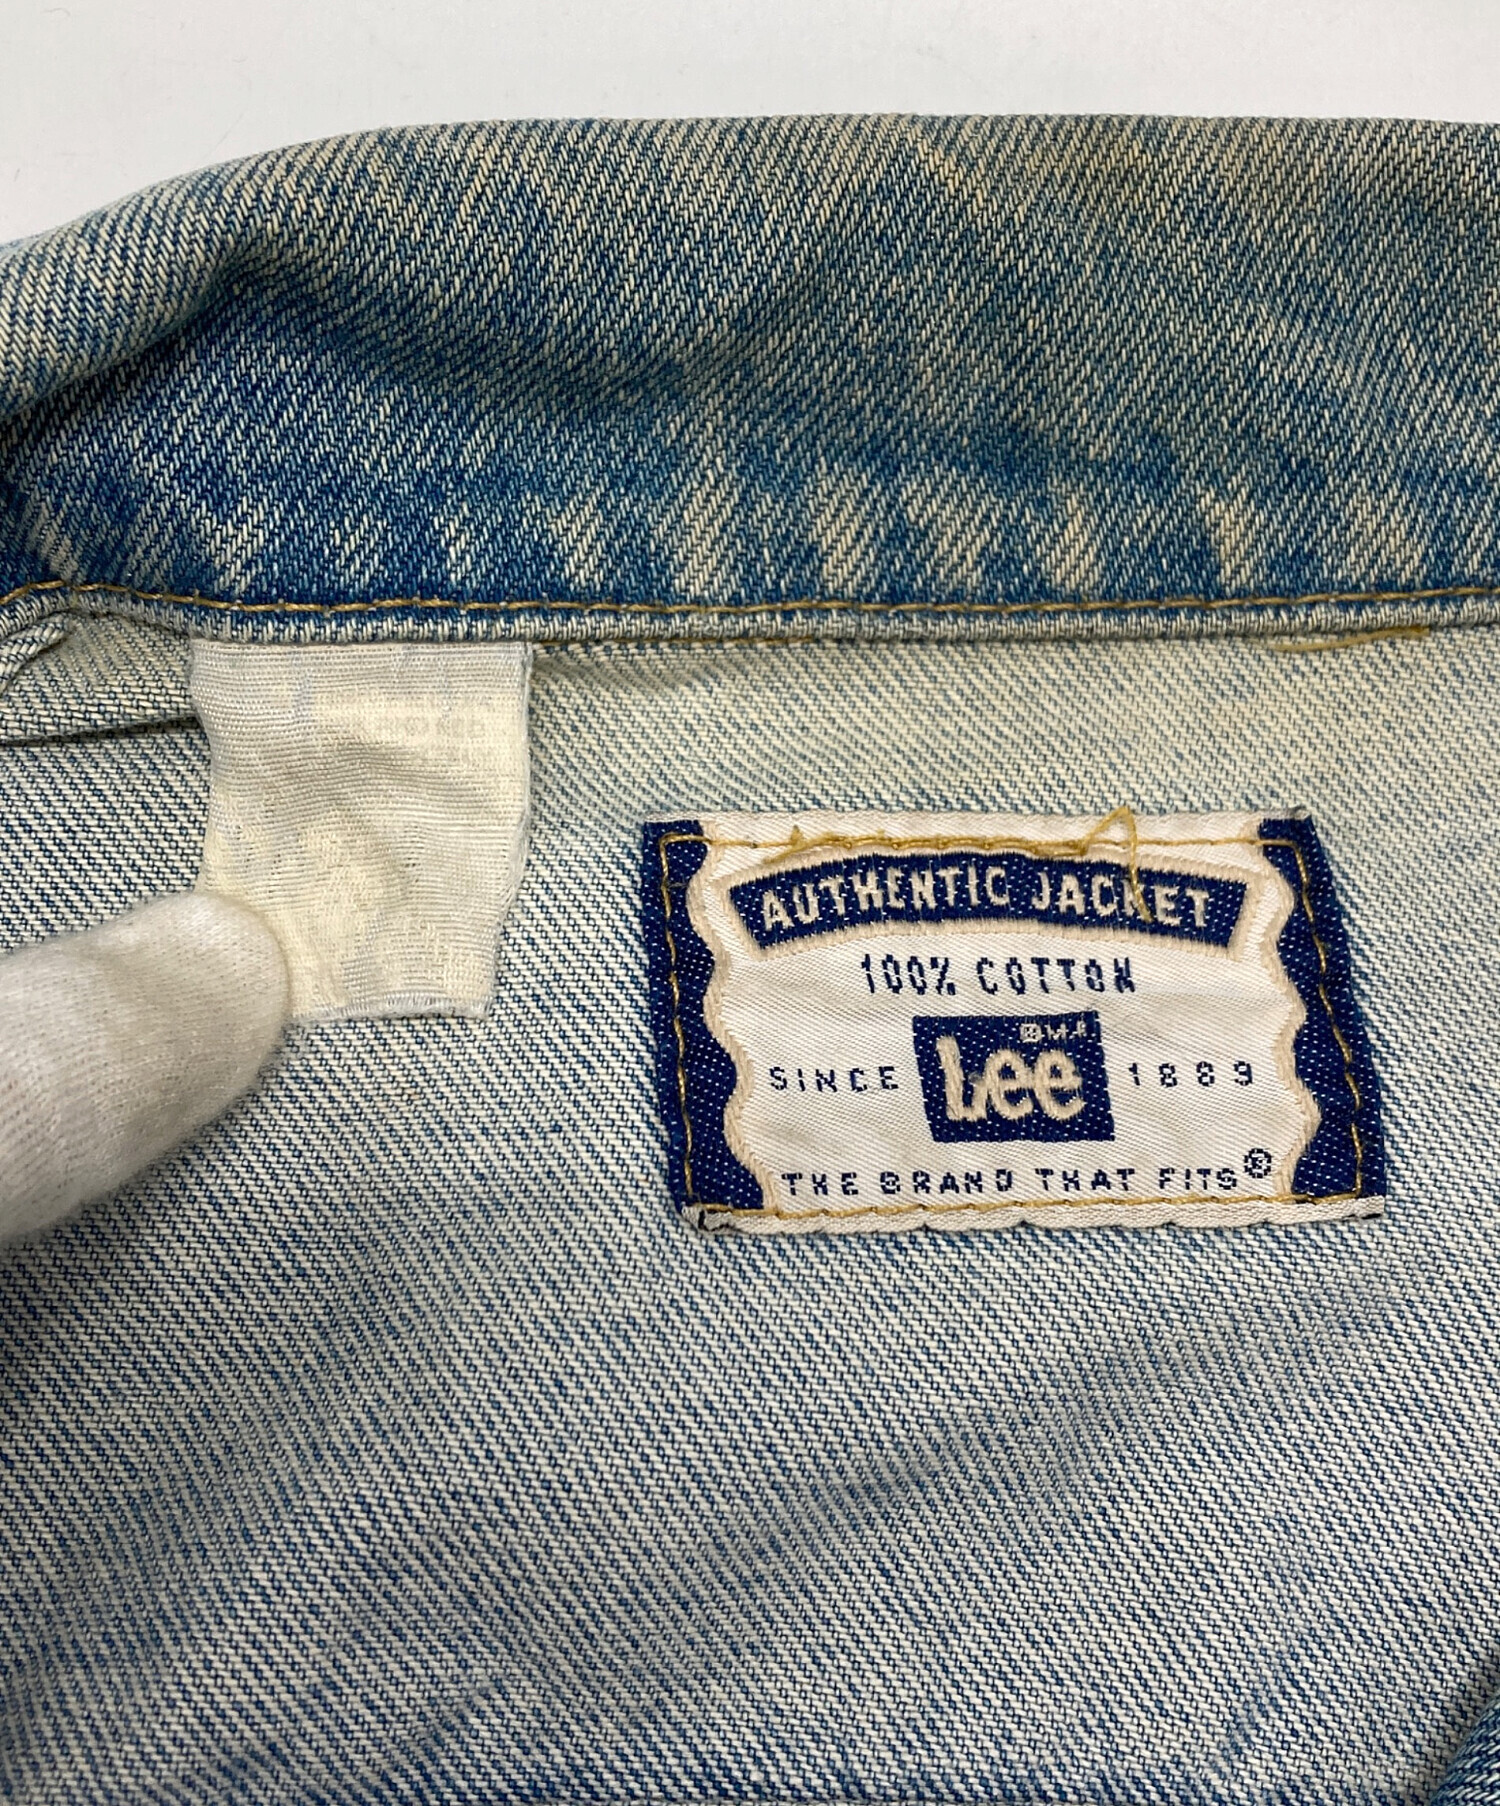 AUTHENTIC JACKET
100% COTTON
® M.R.
Lee
SINCE 1889
THE BRAND THAT FITS®